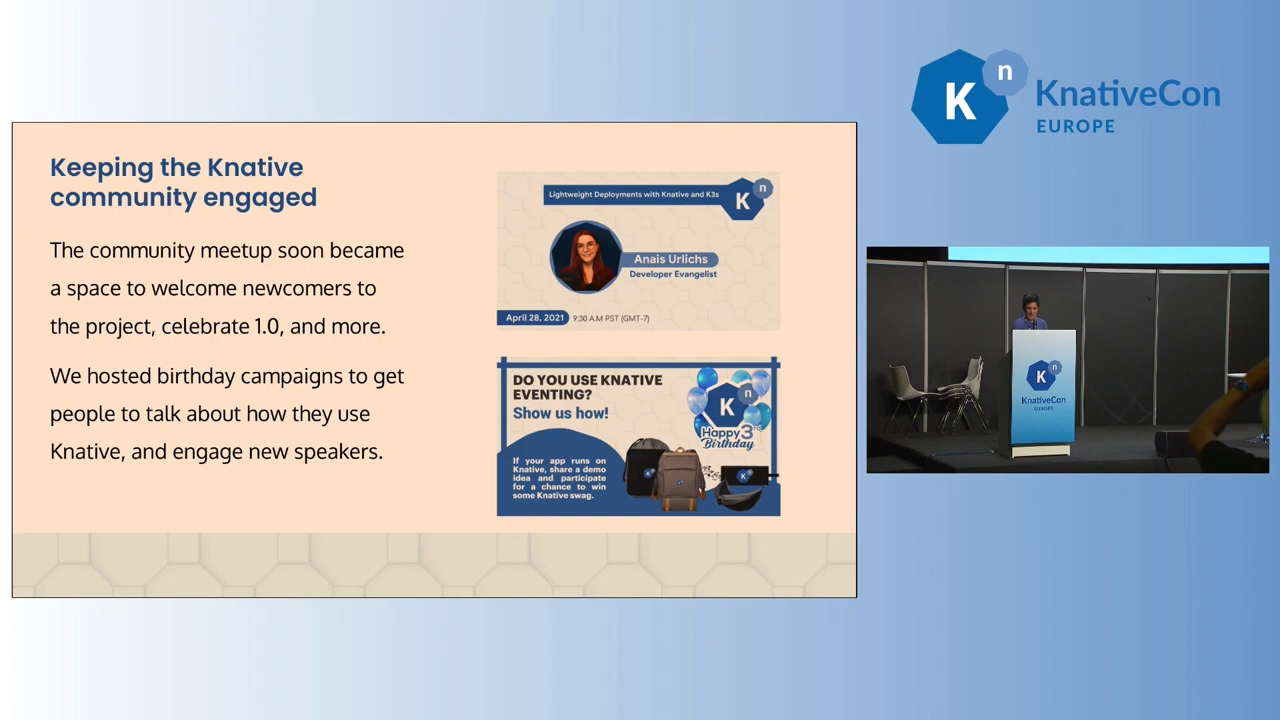 Keeping the Knative
community engaged
The community meetup soon became
a space to welcome newcomers to
the project, celebrate 1.0, and more.
We hosted birthday campaigns to get
people to talk about how they use
Knative, and engage new speakers.
Lightweight Deployments with Knative and K3s
K n
Anais Urlichs
Developer Evangelist
April 28, 2021 9:30 A.M PST (GMT-7)
DO YOU USE KNATIVE
EVENTING?
Show us how!
K n
Happy 3rd
Birthday
If your app runs on
Knative, share a demo
idea and participate
for a chance to win
some Knative swag.
K n
KnativeCon
EUROPE
K n
KnativeCon
EUROPE